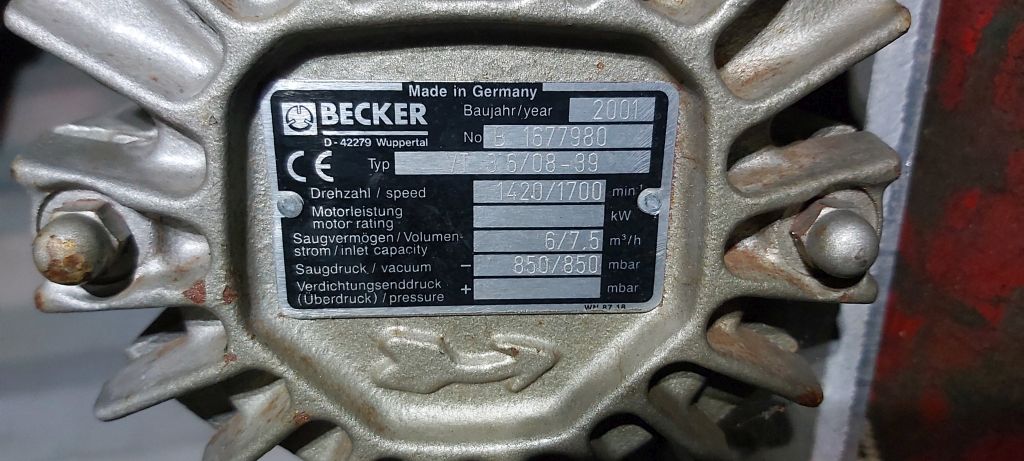 Made in Germany
BECKER
D-42279 Wuppertal
Baujahr/year 2001
No B 1677980
CE Typ /08-39
Drehzahl / speed 1420/1700 min-1
Motorleistung
motor rating kW
Saugvermögen / Volumen-
strom / inlet capacity 6/7.5 m³/h
Saugdruck / vacuum – 850/850 mbar
Verdichtungsenddruck
(Überdruck) / pressure + mbar